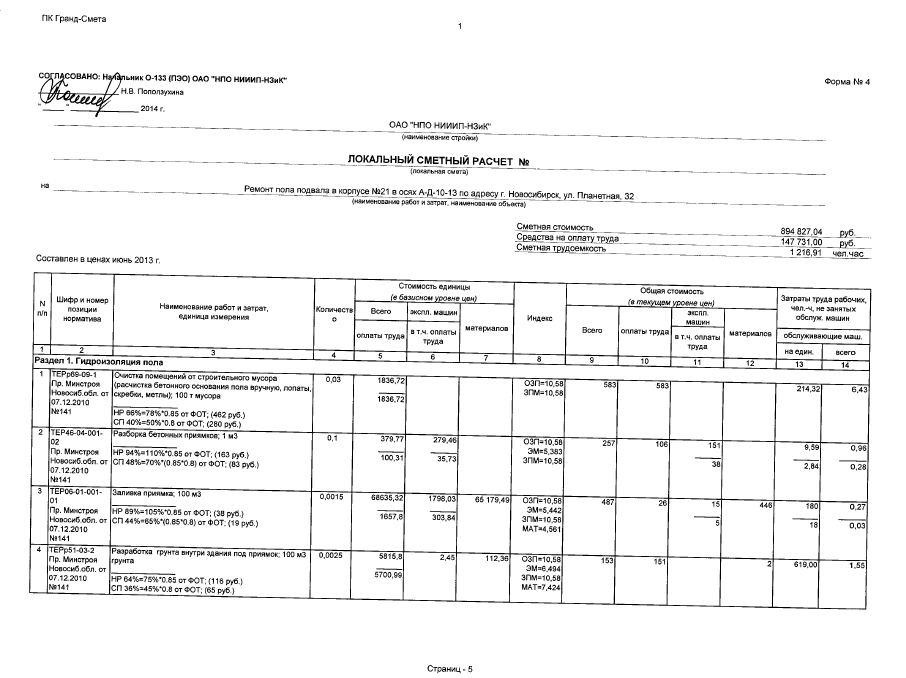 ПК Гранд-Смета
1
СОГЛАСОВАНО: Начальник О-133 (ПЭО) ОАО "НПО НИИИП-НЗиК"
Форма № 4
Н.В. Поползухина
"____" ____________ 2014 г.
ОАО "НПО НИИИП-НЗиК"
(наименование стройки)
ЛОКАЛЬНЫЙ СМЕТНЫЙ РАСЧЕТ №
(локальная смета)
на Ремонт пола подвала в корпусе №21 в осях А-Д-10-13 по адресу г. Новосибирск, ул. Планетная, 32
(наименование работ и затрат, наименование объекта)
Сметная стоимость 894 827,04 руб.
Средства на оплату труда 147 731,00 руб.
Сметная трудоемкость 1 216,91 чел.час
Составлен в ценах июнь 2013 г.
N п/п
Шифр и номер позиции норматива
Наименование работ и затрат, единица измерения
Количество
Стоимость единицы
(в базисном уровне цен)
Всего
оплаты труда
экспл. машин
в т.ч. оплаты труда
материалов
Индекс
Общая стоимость
(в текущем уровне цен)
Всего
оплаты труда
экспл. машин
в т.ч. оплаты труда
материалов
Затраты труда рабочих, чел.-ч, не занятых обслуж. машин
обслуживающие маш.
на един. всего
1 2 3 4 5 6 7 8 9 10 11 12 13 14
Раздел 1. Гидроизоляция пола
1 ТЕРр69-09-1 Очистка помещений от строительного мусора 0,03 1836,72 ОЗП=10,58 583 583 214,32 6,43
Пр. Минстроя (расчистка бетонного основания пола вручную, лопаты, ЗПМ=10,58
Новосиб.обл. от скребки, метлы); 100 т мусора 1836,72
07.12.2010 НР 66%=78%*0.85 от ФОТ; (462 руб.)
№141 СП 40%=50%*0.8 от ФОТ; (280 руб.)
2 ТЕР46-04-001-02 Разборка бетонных приямков; 1 м3 0,1 379,77 279,46 ОЗП=10,58 257 106 151 9,59 0,96
Пр. Минстроя НР 94%=110%*0.85 от ФОТ; (163 руб.) 100,31 35,73 ЭМ=5,383 38 2,84 0,28
Новосиб.обл. от СП 48%=70%*(0.85*0.8) от ФОТ; (83 руб.) ЗПМ=10,58
07.12.2010
№141
3 ТЕР06-01-001-01 Заливка приямка; 100 м3 0,0015 68635,32 1798,03 65 179,49 ОЗП=10,58 487 26 15 446 180 0,27
Пр. Минстроя НР 89%=105%*0.85 от ФОТ; (38 руб.) 1657,8 303,84 ЭМ=5,442 5 18 0,03
Новосиб.обл. от СП 44%=65%*(0.85*0.8) от ФОТ; (19 руб.) ЗПМ=10,58
07.12.2010 МАТ=4,561
№141
4 ТЕРр51-03-2 Разработка грунта внутри здания под приямок; 100 м3 0,0025 5815,8 2,45 112,36 ОЗП=10,58 153 151 2 619,00 1,55
Пр. Минстроя грунта ЭМ=6,494
Новосиб.обл. от 5700,99 ЗПМ=10,58
07.12.2010 НР 64%=75%*0.85 от ФОТ; (116 руб.) МАТ=7,424
№141 СП 36%=45%*0.8 от ФОТ; (65 руб.)
Страниц - 5